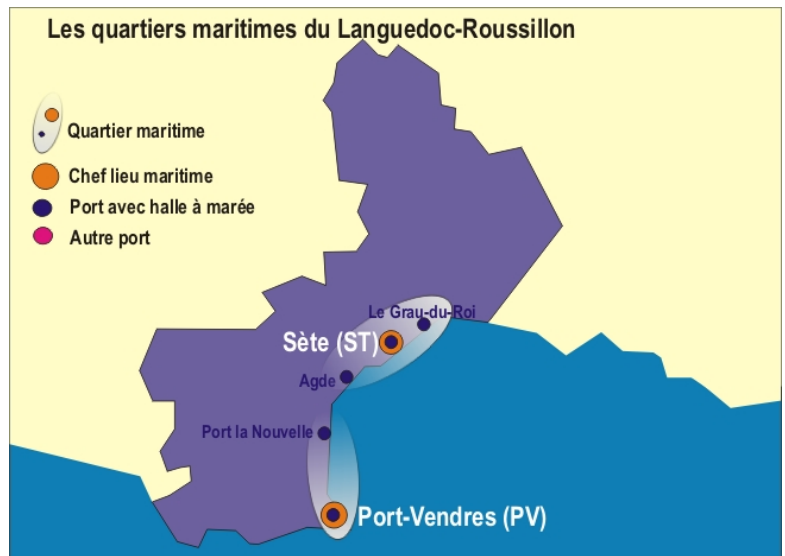 Les quartiers maritimes du Languedoc-Roussillon
Quartier maritime
Chef lieu maritime
Port avec halle à marée
Autre port
Le Grau-du-Roi
Sète (ST)
Agde
Port la Nouvelle
Port-Vendres (PV)